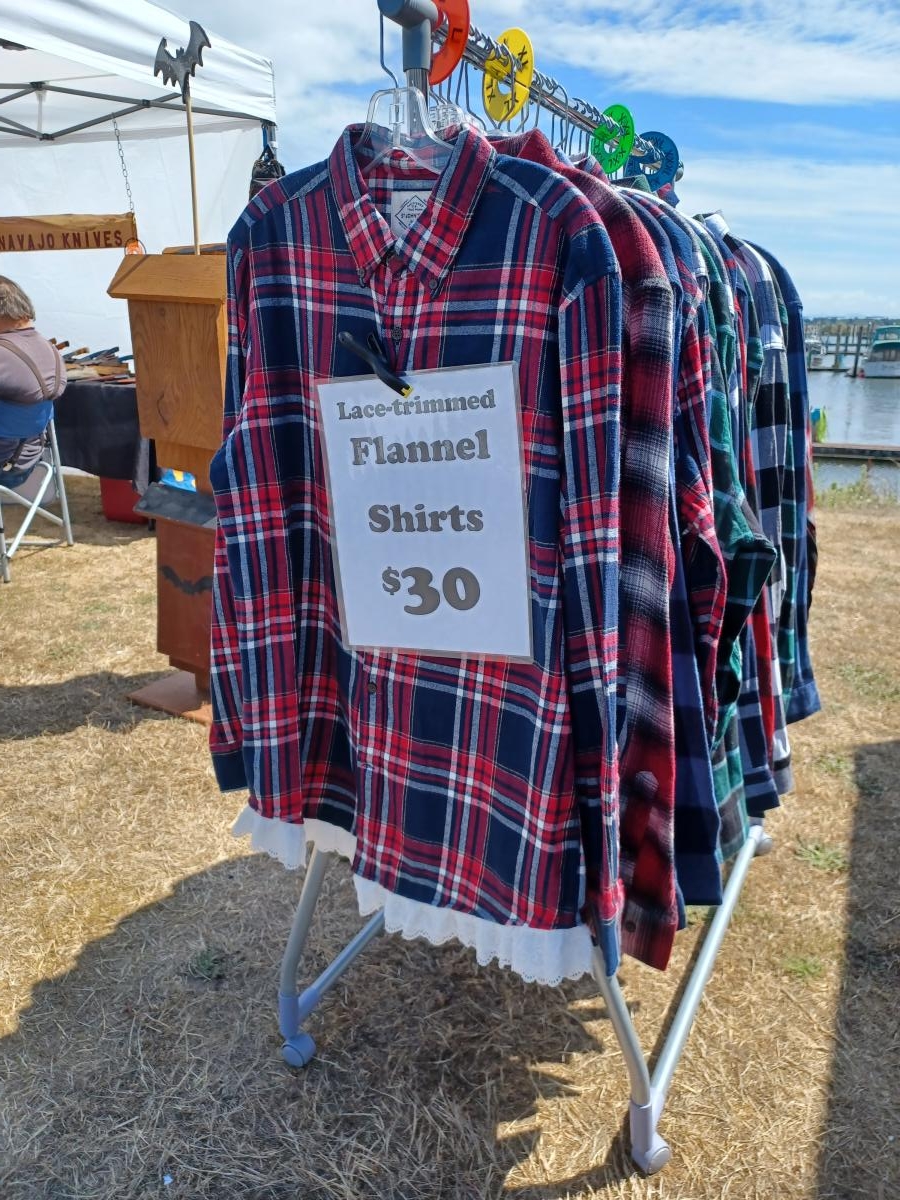 NAVAJO KNIVES
Lace-trimmed
Flannel
Shirts
$30